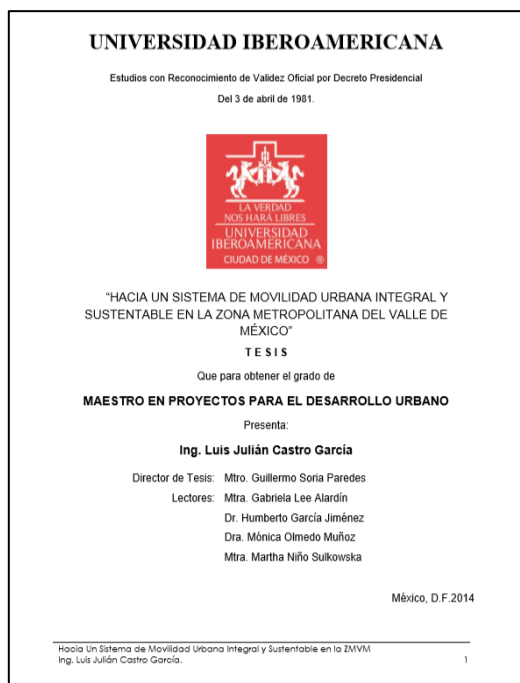 UNIVERSIDAD IBEROAMERICANA
Estudios con Reconocimiento de Validez Oficial por Decreto Presidencial
Del 3 de abril de 1981.
LA VERDAD
NOS HARÁ LIBRES
UNIVERSIDAD
IBEROAMERICANA
CIUDAD DE MÉXICO ®
“HACIA UN SISTEMA DE MOVILIDAD URBANA INTEGRAL Y
SUSTENTABLE EN LA ZONA METROPOLITANA DEL VALLE DE
MÉXICO”
T E S I S
Que para obtener el grado de
MAESTRO EN PROYECTOS PARA EL DESARROLLO URBANO
Presenta:
Ing. Luis Julián Castro García
Director de Tesis: Mtro. Guillermo Soria Paredes
Lectores: Mtra. Gabriela Lee Alardín
Dr. Humberto García Jiménez
Dra. Mónica Olmedo Muñoz
Mtra. Martha Niño Sulkowska
México, D.F.2014
Hacia Un Sistema de Movilidad Urbana Integral y Sustentable en la ZMVM
Ing. Luis Julián Castro García. 1